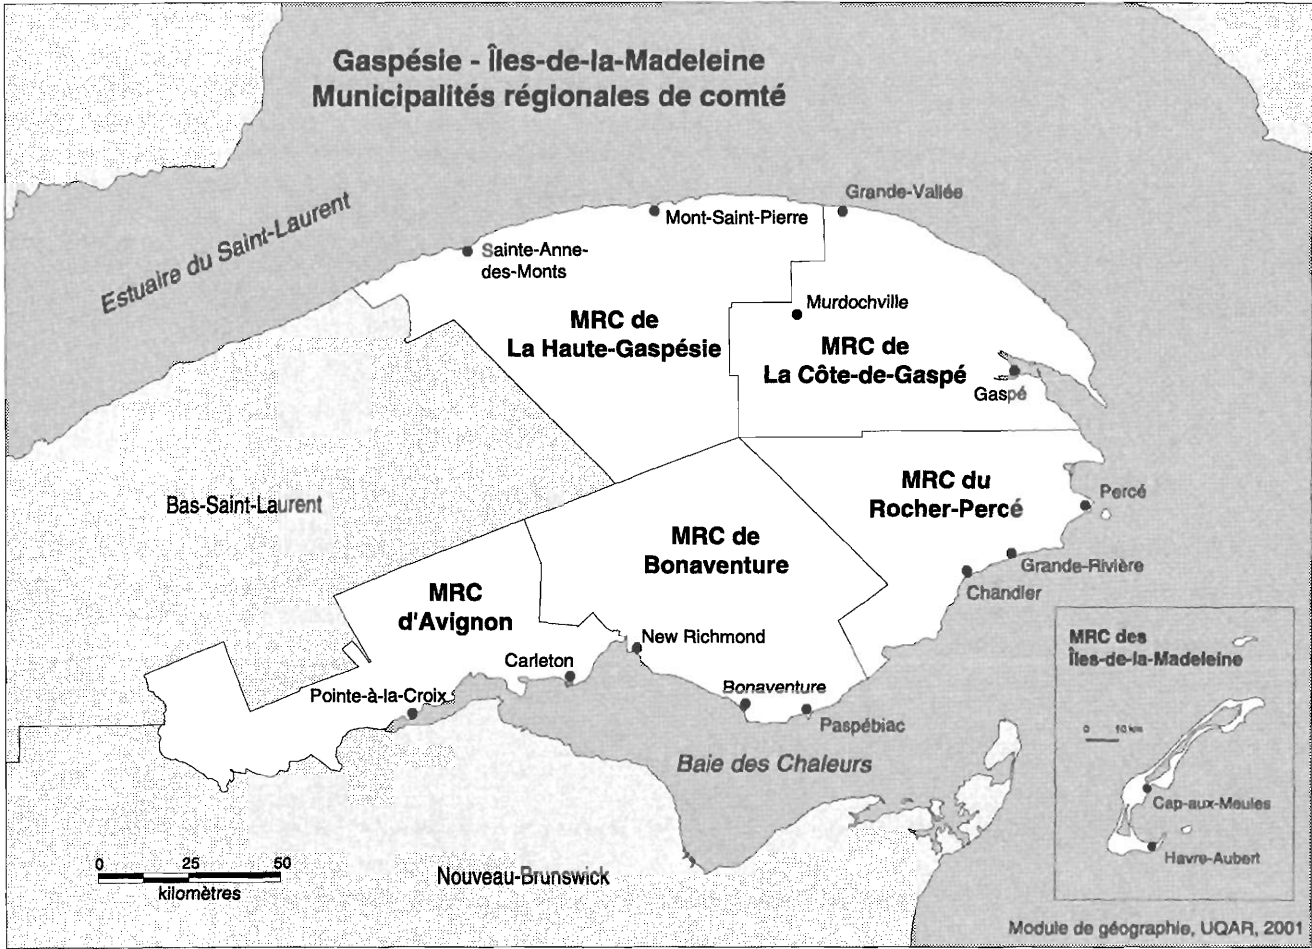 Gaspésie - Îles-de-la-Madeleine
Municipalités régionales de comté
Estuaire du Saint-Laurent
Grande-Vallée
Mont-Saint-Pierre
Sainte-Anne-
des-Monts
Murdochville
MRC de
La Haute-Gaspésie
MRC de
La Côte-de-Gaspé
Gaspé
Bas-Saint-Laurent
MRC du
Rocher-Percé
Percé
MRC de
Bonaventure
Grande-Rivière
Chandler
MRC
d'Avignon
New Richmond
Carleton
Pointe-à-la-Croix
Bonaventure
Paspébiac
Baie des Chaleurs
MRC des
Îles-de-la-Madeleine
0 10 km
Cap-aux-Meules
Havre-Aubert
0 25 50
kilomètres
Nouveau-Brunswick
Module de géographie, UQAR, 2001